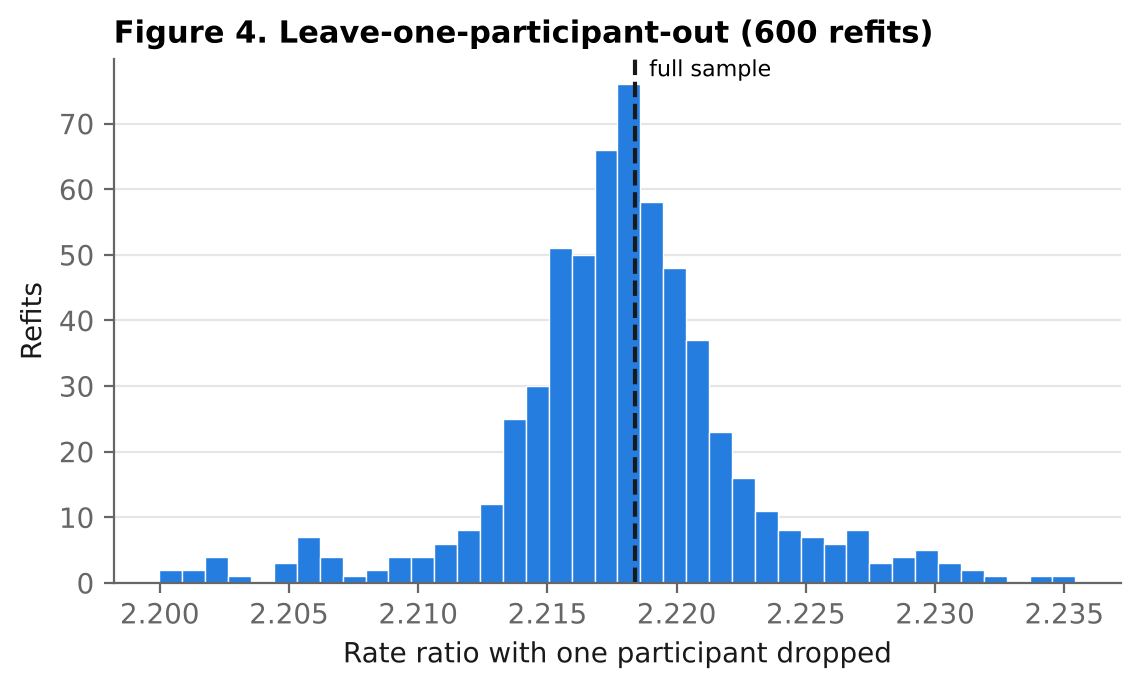 Figure 4. Leave-one-participant-out (600 refits)
full sample
70
60
50
40
30
20
10
0
Refits
2.200 2.205 2.210 2.215 2.220 2.225 2.230 2.235
Rate ratio with one participant dropped